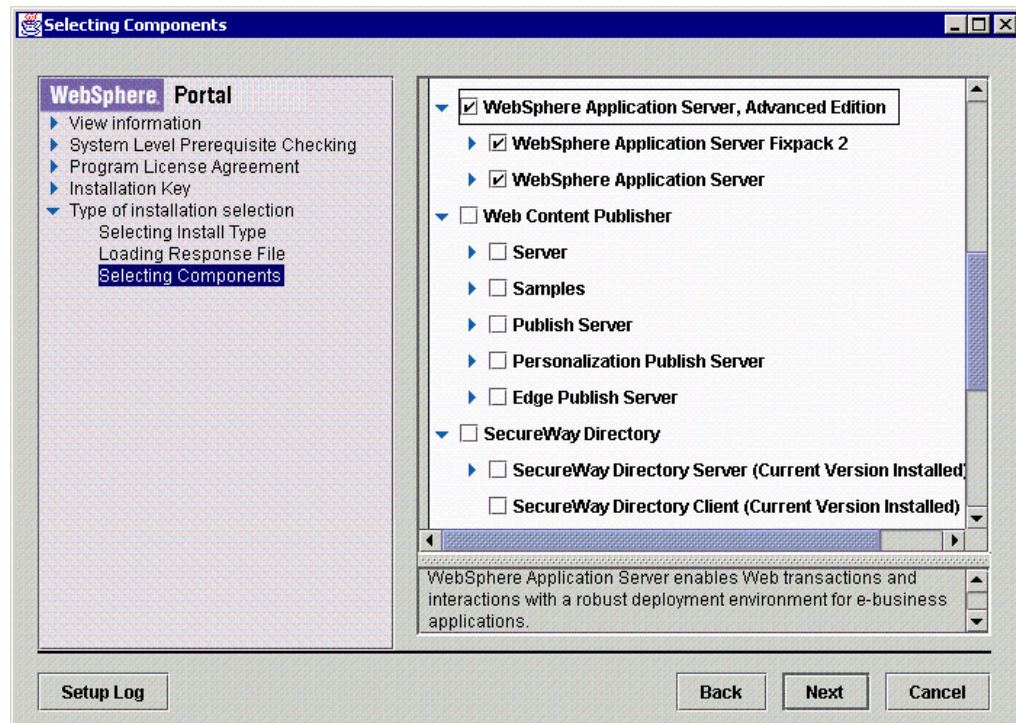 Selecting Components
WebSphere Portal
View information
System Level Prerequisite Checking
Program License Agreement
Installation Key
Type of installation selection
Selecting Install Type
Loading Response File
Selecting Components
WebSphere Application Server, Advanced Edition
WebSphere Application Server Fixpack 2
WebSphere Application Server
Web Content Publisher
Server
Samples
Publish Server
Personalization Publish Server
Edge Publish Server
SecureWay Directory
SecureWay Directory Server (Current Version Installed)
SecureWay Directory Client (Current Version Installed)
WebSphere Application Server enables Web transactions and
interactions with a robust deployment environment for e-business
applications.
Setup Log
Back
Next
Cancel